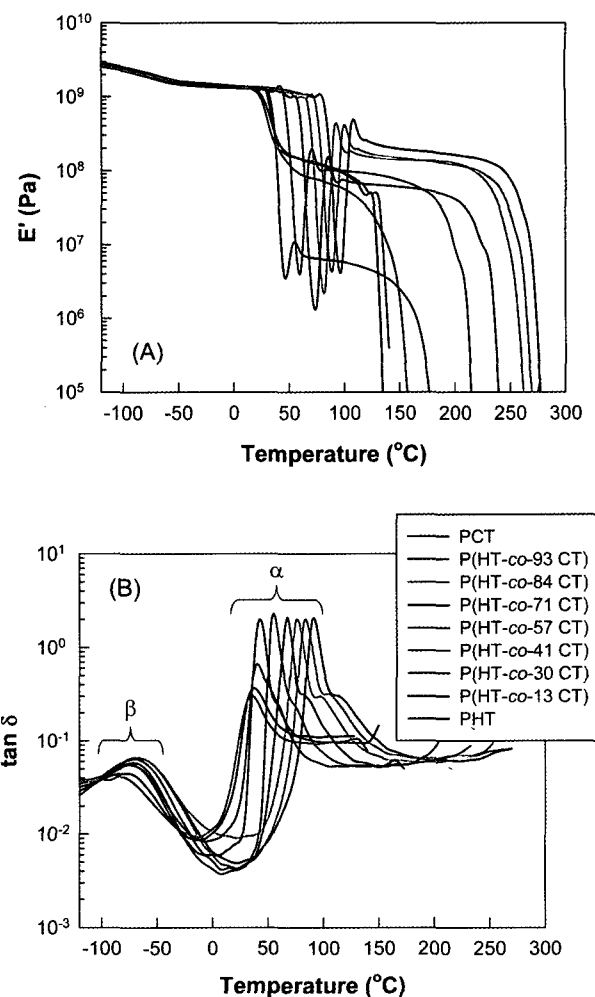 10^10
10^9
10^8
10^7
10^6
10^5
E' (Pa)
(A)
-100 -50 0 50 100 150 200 250 300
Temperature (°C)
PCT
P(HT-co-93 CT)
P(HT-co-84 CT)
P(HT-co-71 CT)
P(HT-co-57 CT)
P(HT-co-41 CT)
P(HT-co-30 CT)
P(HT-co-13 CT)
PHT
10^1
10^0
10^-1
10^-2
10^-3
tan δ
(B)
α
β
-100 -50 0 50 100 150 200 250 300
Temperature (°C)